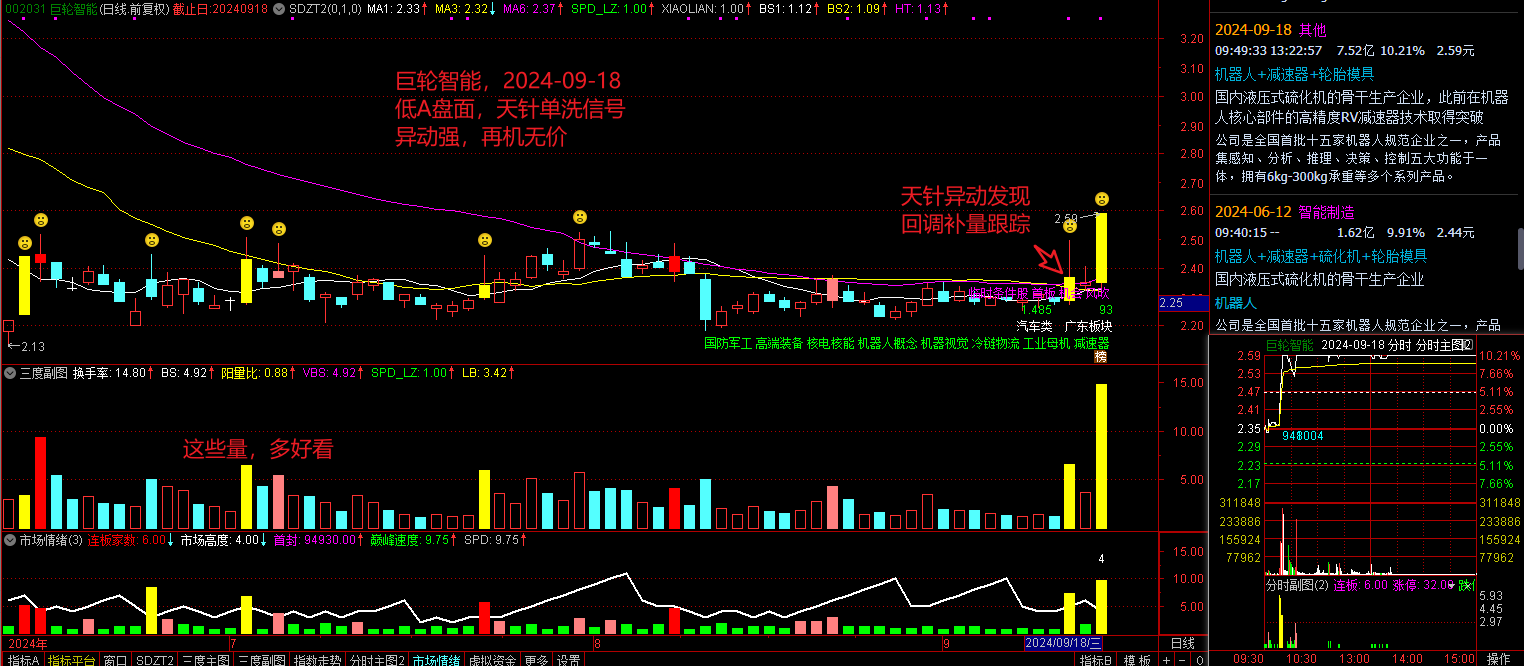 002031 巨轮智能(日线.前复权) 截止日:20240918 SDZT2(0,1,0) MA1: 2.33↑ MA3: 2.32↓ MA6: 2.37↑ SPD_LZ: 1.00↑ XIAOLIAN: 1.00↑ BS1: 1.12↑ BS2: 1.09↑ HT: 1.13↑
巨轮智能，2024-09-18
低A盘面，天针单洗信号
异动强，再机无价
天针异动发现
回调补量跟踪
2.59
2.13
3.20
3.10
3.00
2.90
2.80
2.70
2.60
2.50
2.40
2.25
2.20
1.485
93
汽车类 广东板块
国防军工 高端装备 核电核能 机器人概念 机器视觉 冷链物流 工业母机 减速器
榜
三度副图 换手率: 14.80↑ BS: 4.92↑ 阳量比: 0.88↑ VBS: 4.92↑ SPD_LZ: 1.00↑ LB: 3.42↑
这些量，多好看
15.00
10.00
5.00
市场情绪(3) 连板家数: 6.00↓ 市场高度: 4.00↓ 首封: 94930.00↑ 巅峰速度: 9.75↑ SPD: 9.75↑
4
15.00
10.00
5.00
2024年 7 8 9 2024/09/18/三 日线
指标A 指标平台 窗口 SDZT2 三度主图 三度副图 指数走势 分时主图2 市场情绪 虚拟资金 更多 设置 指标B 模板 + - 0
2024-09-18 其他
09:49:33 13:22:57 7.52亿 10.21% 2.59元
机器人+减速器+轮胎模具
国内液压式硫化机的骨干生产企业，此前在机器
人核心部件的高精度RV减速器技术取得突破
公司是全国首批十五家机器人规范企业之一，产品
集感知、分析、推理、决策、控制五大功能于一
体，拥有6kg-300kg承重等多个系列产品。
2024-06-12 智能制造
09:40:15 -- 1.62亿 9.91% 2.44元
机器人+减速器+硫化机+轮胎模具
国内液压式硫化机的骨干生产企业
机器人
公司是全国首批十五家机器人规范企业之一，产品
巨轮智能 2024-09-18 分时 分时主图(2)
2.59 10.21%
2.53 7.66%
2.47 5.11%
2.41 2.55%
2.35 0.00%
2.29 2.55%
2.23 5.11%
2.17 7.66%
311848 311848
233886 233886
155924 155924
77962 77962
分时副图(2) 连板: 6.00 涨停: 32.00
5.93
4.45
2.97
09:30 10:30 13:00 14:00 15:00 操作